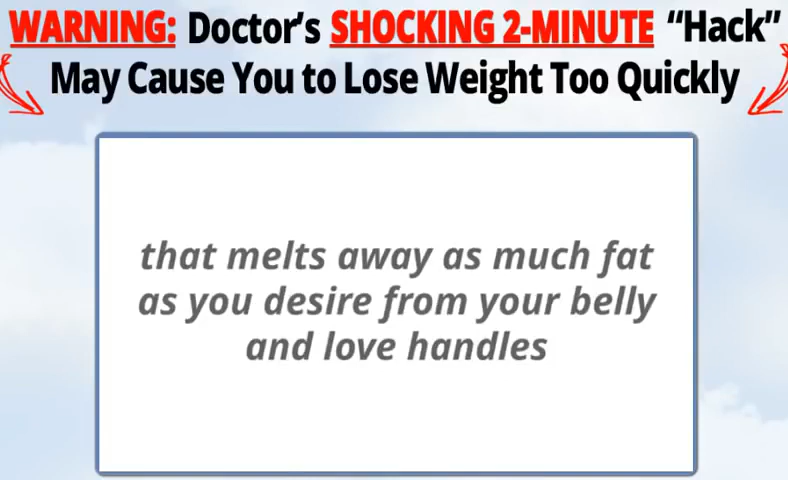 WARNING: Doctor's SHOCKING 2-MINUTE “Hack”
May Cause You to Lose Weight Too Quickly
that melts away as much fat
as you desire from your belly
and love handles